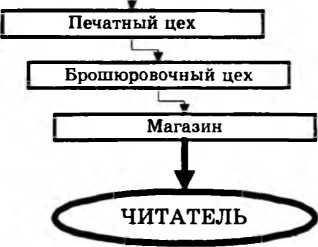 Печатный цех
Брошюровочный цех
Магазин
ЧИТАТЕЛЬ